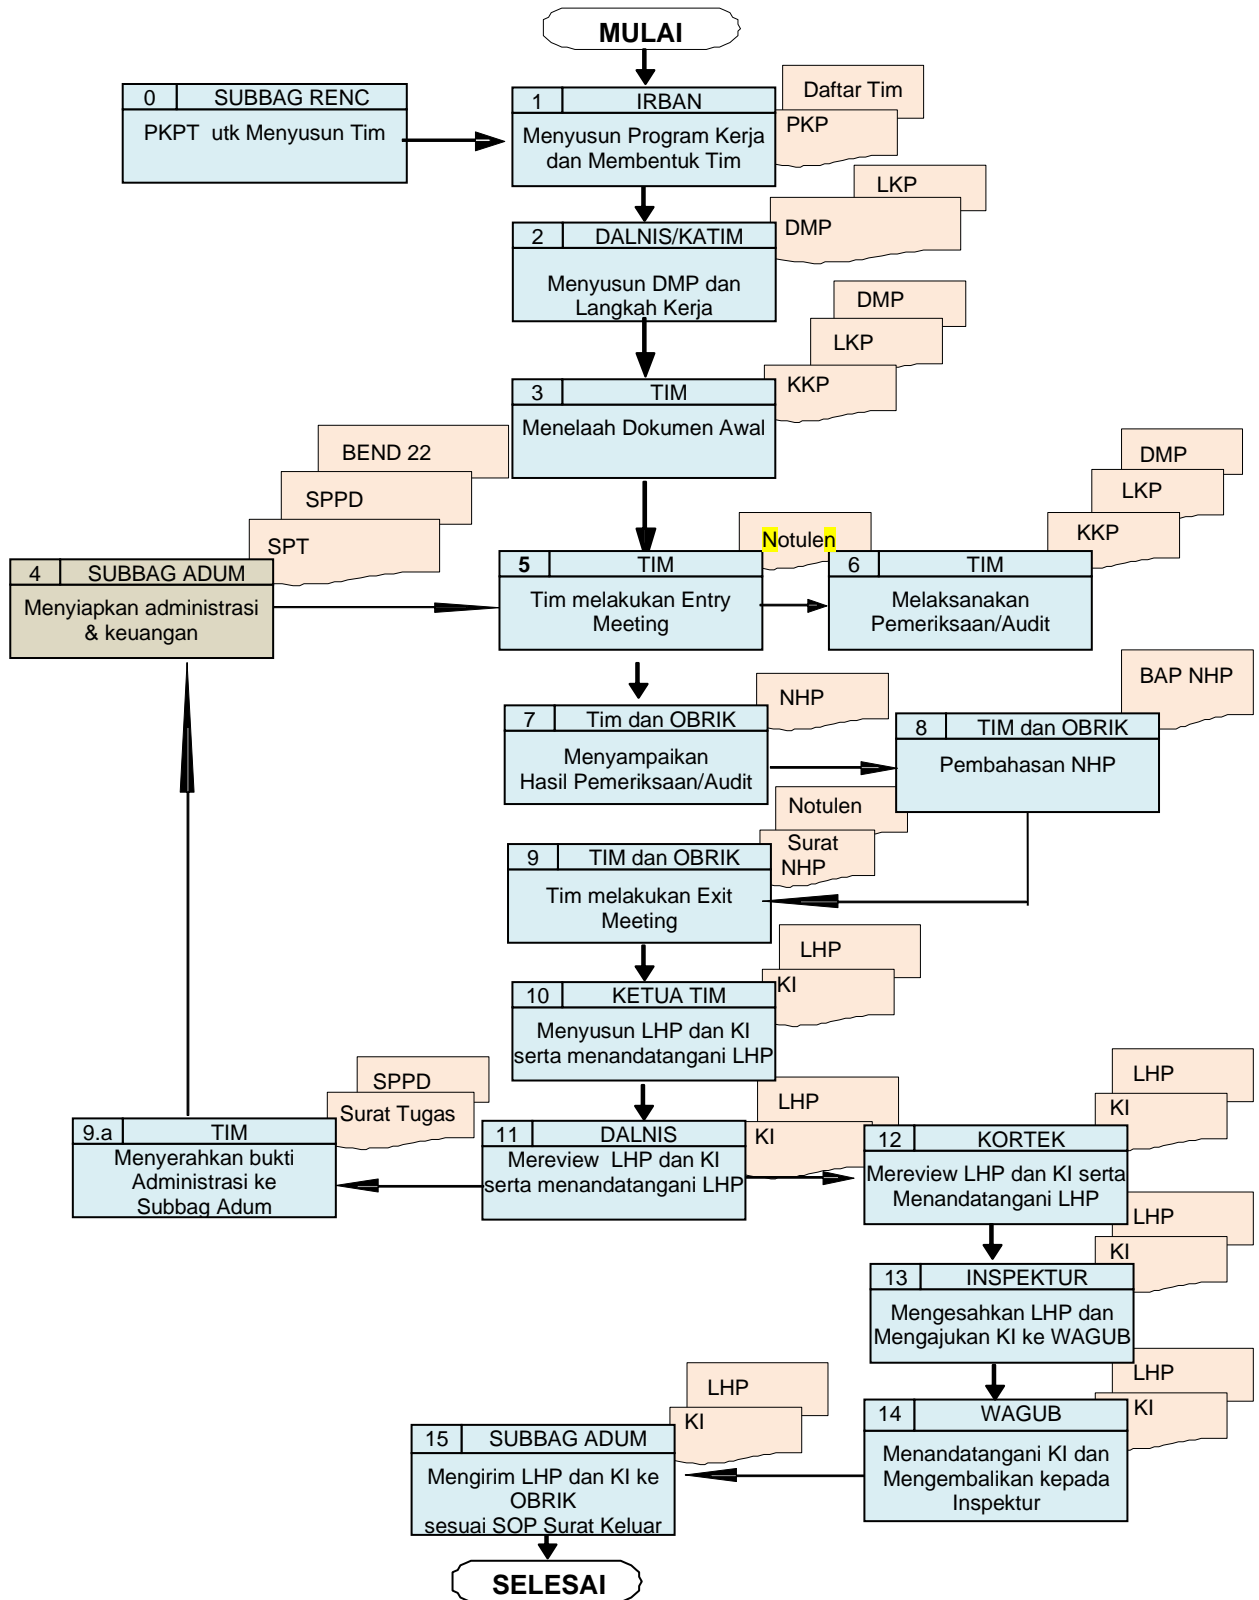 MULAI
0 SUBBAG RENC
PKPT utk Menyusun Tim
1 IRBAN
Menyusun Program Kerja
dan Membentuk Tim
Daftar Tim
PKP
2 DALNIS/KATIM
Menyusun DMP dan
Langkah Kerja
LKP
DMP
3 TIM
Menelaah Dokumen Awal
DMP
LKP
KKP
BEND 22
SPPD
SPT
4 SUBBAG ADUM
Menyiapkan administrasi
& keuangan
5 TIM
Tim melakukan Entry
Meeting
Notulen
6 TIM
Melaksanakan
Pemeriksaan/Audit
DMP
LKP
KKP
7 Tim dan OBRIK
Menyampaikan
Hasil Pemeriksaan/Audit
NHP
8 TIM dan OBRIK
Pembahasan NHP
BAP NHP
9 TIM dan OBRIK
Tim melakukan Exit
Meeting
Notulen
Surat
NHP
10 KETUA TIM
Menyusun LHP dan KI
serta menandatangani LHP
LHP
KI
9.a TIM
Menyerahkan bukti
Administrasi ke
Subbag Adum
SPPD
Surat Tugas
11 DALNIS
Mereview LHP dan KI
serta menandatangani LHP
LHP
KI
12 KORTEK
Mereview LHP dan KI serta
Menandatangani LHP
LHP
KI
13 INSPEKTUR
Mengesahkan LHP dan
Mengajukan KI ke WAGUB
LHP
KI
14 WAGUB
Menandatangani KI dan
Mengembalikan kepada
Inspektur
LHP
KI
15 SUBBAG ADUM
Mengirim LHP dan KI ke
OBRIK
sesuai SOP Surat Keluar
LHP
KI
SELESAI